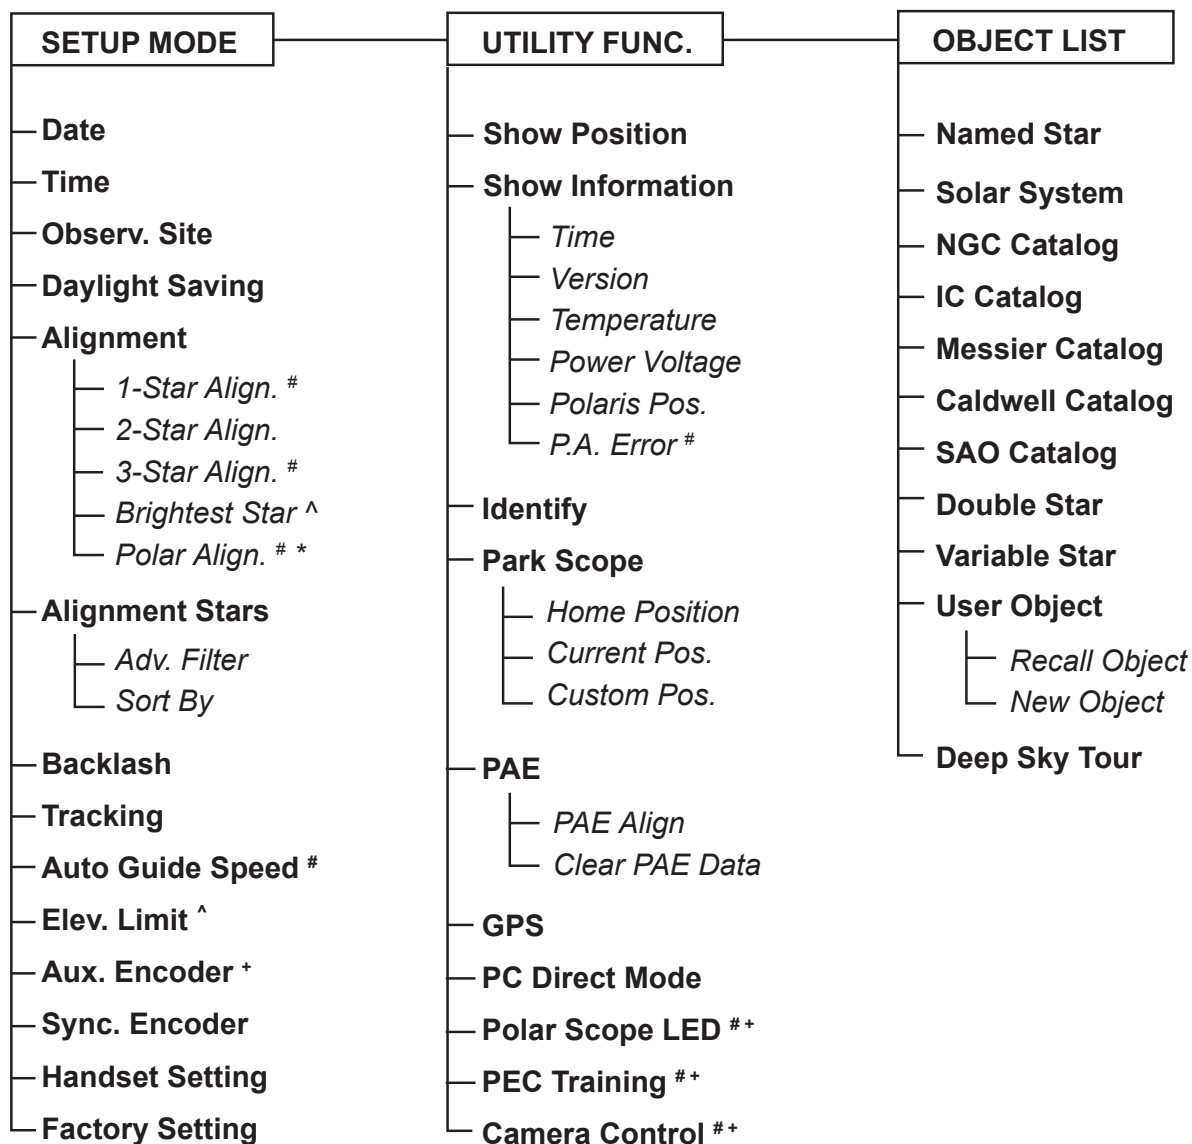 SETUP MODE
Date
Time
Observ. Site
Daylight Saving
Alignment
1-Star Align. #
2-Star Align.
3-Star Align. #
Brightest Star ^
Polar Align. # *
Alignment Stars
Adv. Filter
Sort By
Backlash
Tracking
Auto Guide Speed #
Elev. Limit ^
Aux. Encoder +
Sync. Encoder
Handset Setting
Factory Setting
UTILITY FUNC.
Show Position
Show Information
Time
Version
Temperature
Power Voltage
Polaris Pos.
P.A. Error #
Identify
Park Scope
Home Position
Current Pos.
Custom Pos.
PAE
PAE Align
Clear PAE Data
GPS
PC Direct Mode
Polar Scope LED # +
PEC Training # +
Camera Control # +
OBJECT LIST
Named Star
Solar System
NGC Catalog
IC Catalog
Messier Catalog
Caldwell Catalog
SAO Catalog
Double Star
Variable Star
User Object
Recall Object
New Object
Deep Sky Tour